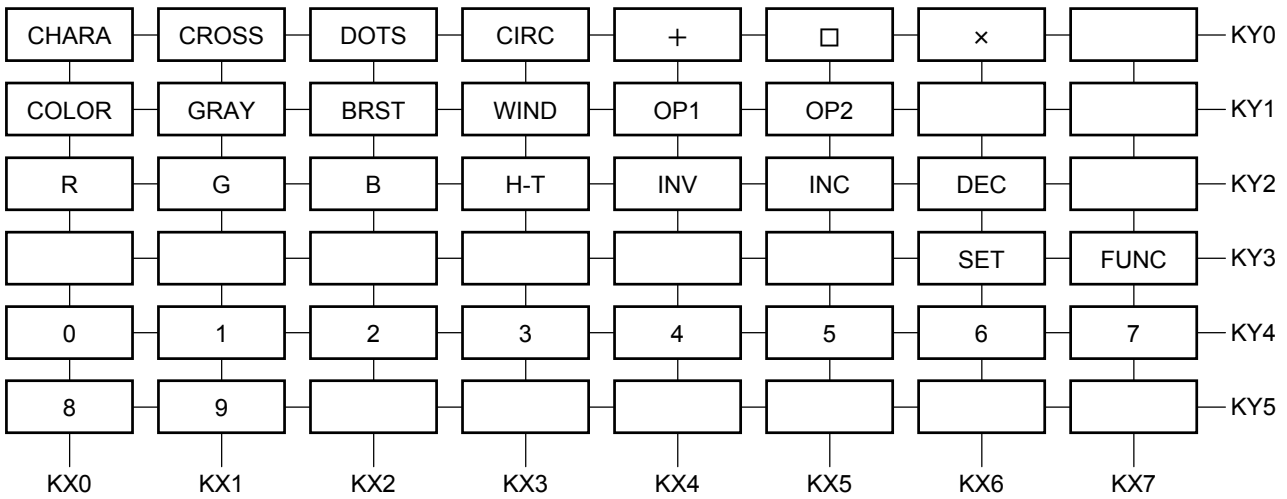 CHARA CROSS DOTS CIRC + □ × KY0
COLOR GRAY BRST WIND OP1 OP2 KY1
R G B H-T INV INC DEC KY2
SET FUNC KY3
0 1 2 3 4 5 6 7 KY4
8 9 KY5
KX0 KX1 KX2 KX3 KX4 KX5 KX6 KX7